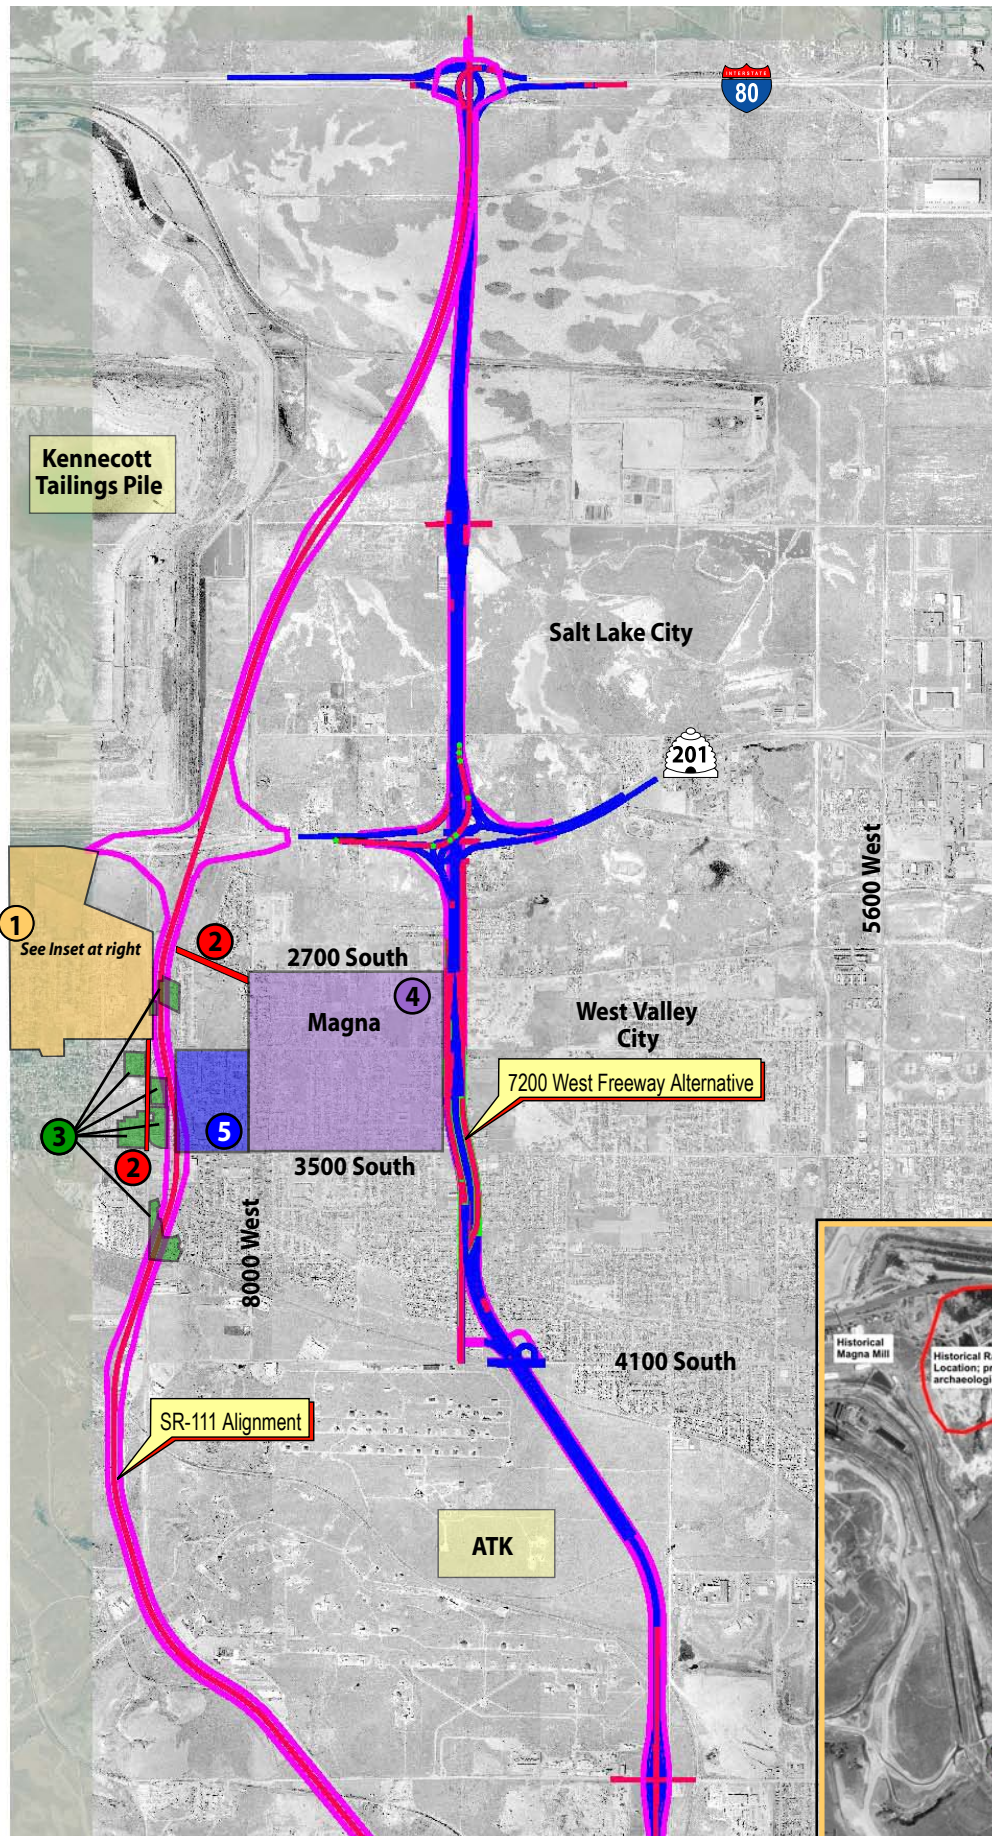 INTERSTATE
80
Kennecott
Tailings Pile
Salt Lake City
201
5600 West
1
See Inset at right
2
2700 South
4
Magna
West Valley
City
7200 West Freeway Alternative
3
5
2
3500 South
8000 West
Historical
Magna Mill
Historical
Location;
4100 South
SR-111 Alignment
ATK